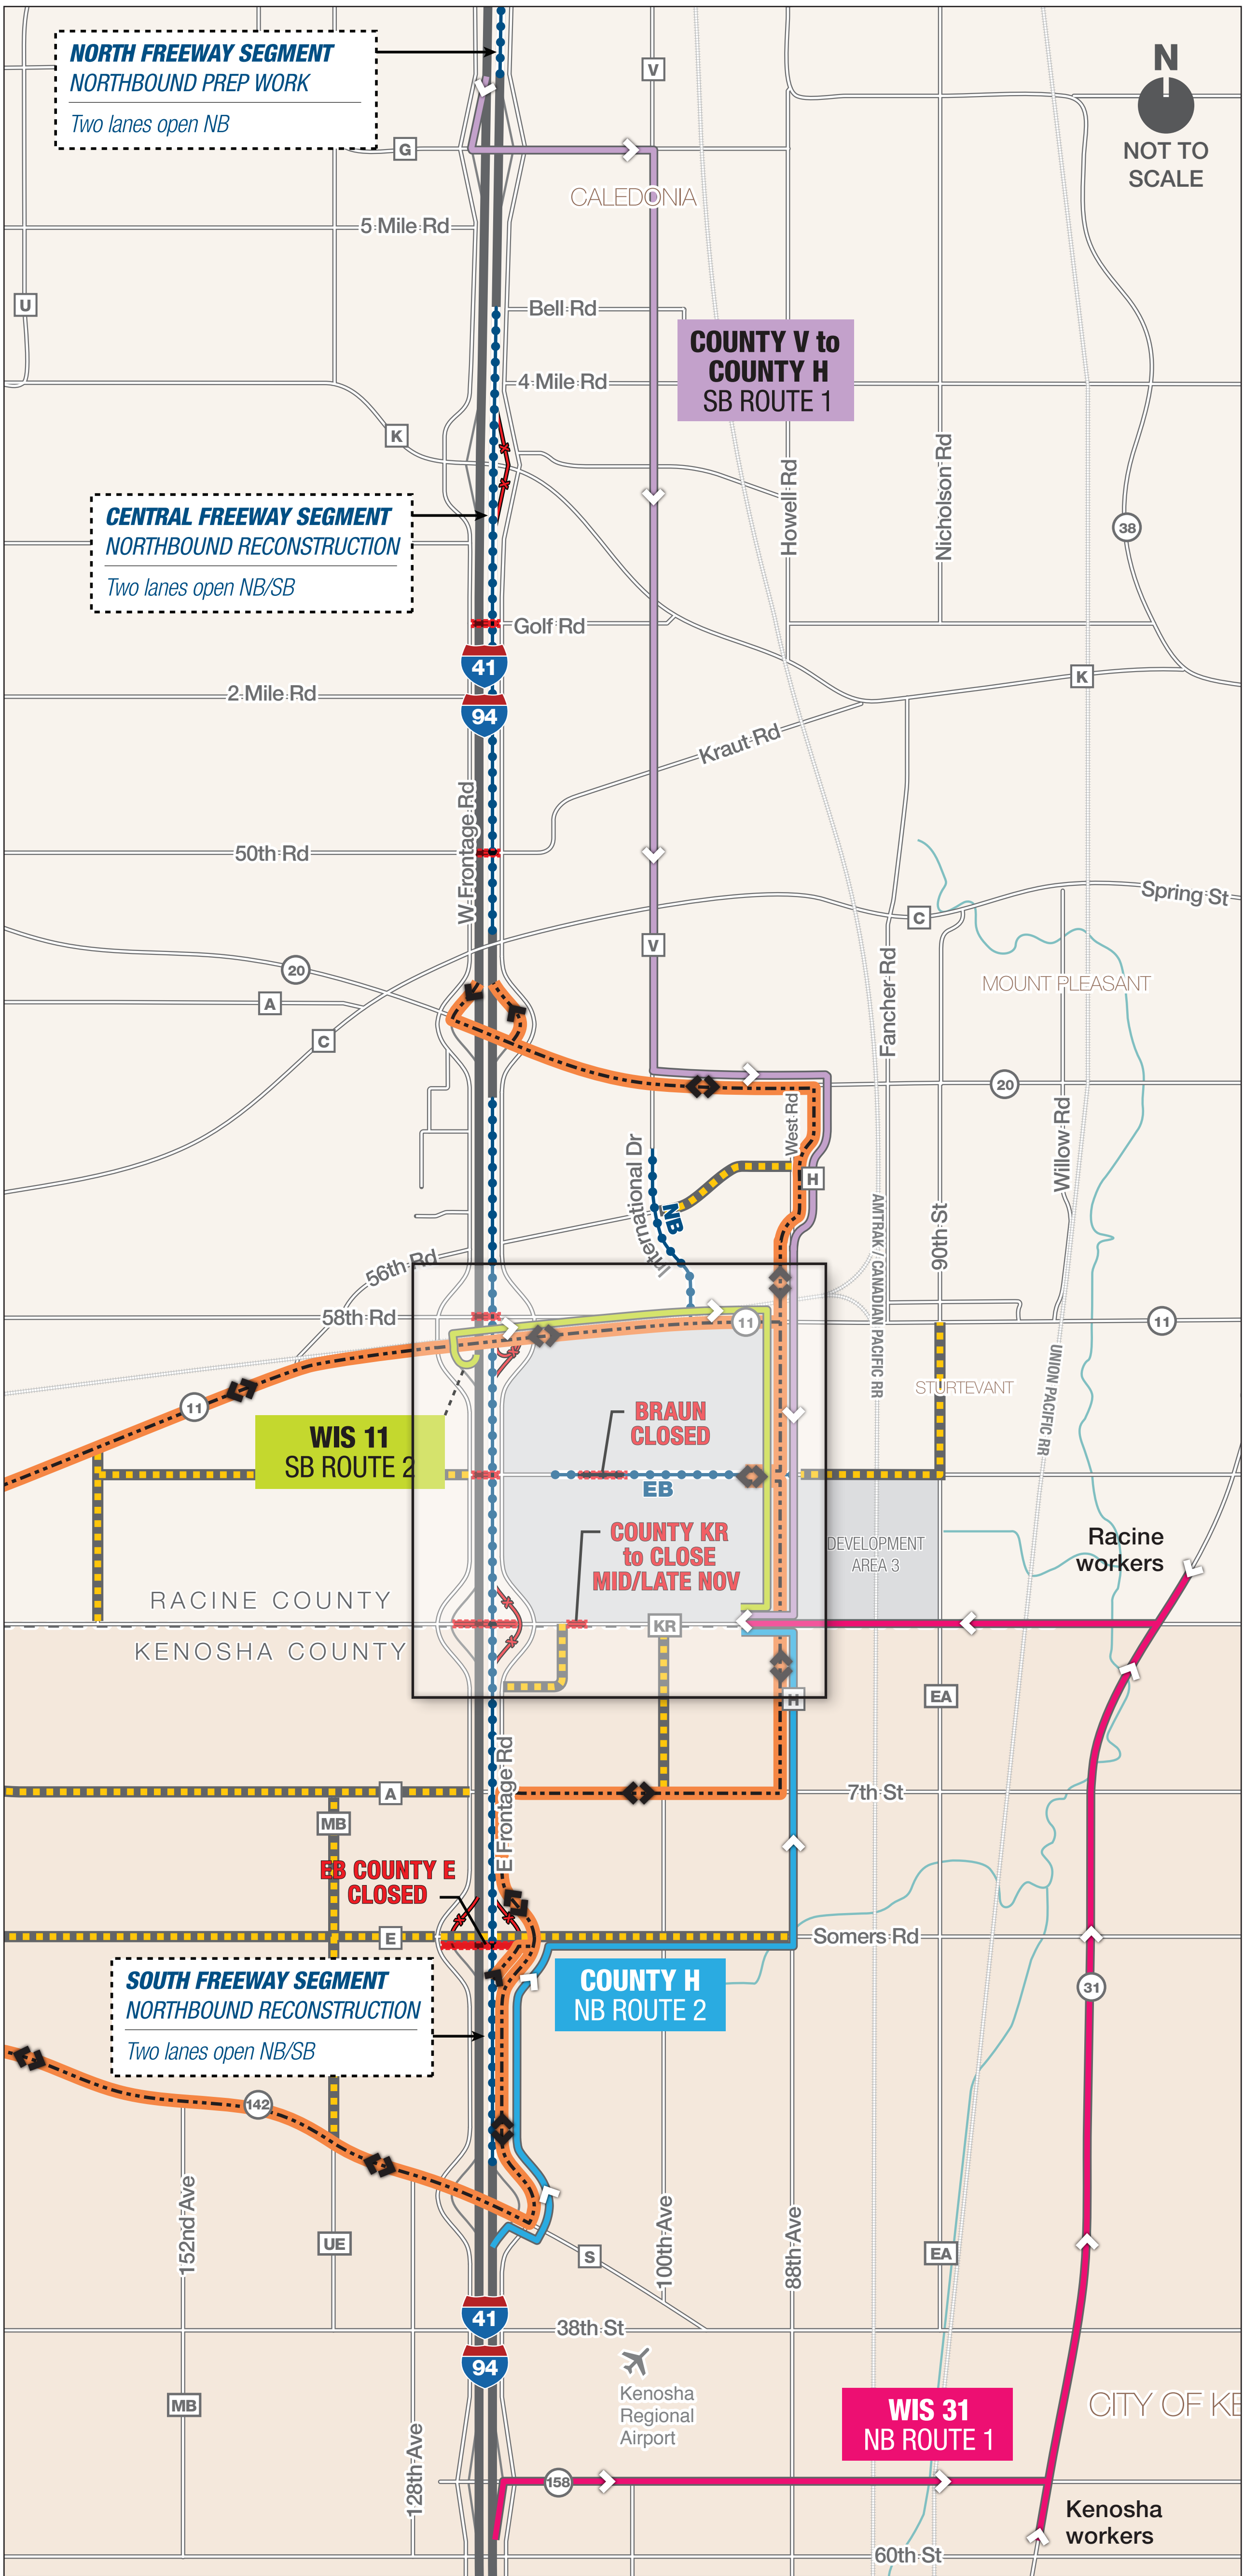 NORTH FREEWAY SEGMENT
NORTHBOUND PREP WORK
Two lanes open NB
V
N
NOT TO
SCALE
G
CALEDONIA
5 Mile Rd
U
Bell Rd
COUNTY V to
COUNTY H
SB ROUTE 1
4 Mile Rd
K
Howell Rd
Nicholson Rd
CENTRAL FREEWAY SEGMENT
NORTHBOUND RECONSTRUCTION
Two lanes open NB/SB
38
Golf Rd
41
K
2 Mile Rd
94
Kraut Rd
W Frontage Rd
50th Rd
Spring St
C
V
20
MOUNT PLEASANT
A
Fancher Rd
C
20
West Rd
Willow Rd
International Dr
H
NB
AMTRAK / CANADIAN PACIFIC RR
90th St
56th Rd
58th Rd
11
11
UNION PACIFIC RR
STURTEVANT
11
WIS 11
SB ROUTE 2
BRAUN
CLOSED
EB
COUNTY KR
to CLOSE
MID/LATE NOV
DEVELOPMENT
AREA 3
Racine
workers
RACINE COUNTY
KR
KENOSHA COUNTY
H
EA
E Frontage Rd
A
7th St
MB
EB COUNTY E
CLOSED
E
Somers Rd
SOUTH FREEWAY SEGMENT
NORTHBOUND RECONSTRUCTION
Two lanes open NB/SB
COUNTY H
NB ROUTE 2
31
142
152nd Ave
UE
S
100th Ave
88th Ave
EA
41
38th St
94
Kenosha
Regional
Airport
MB
WIS 31
NB ROUTE 1
CITY OF KE
128th Ave
158
Kenosha
workers
60th St